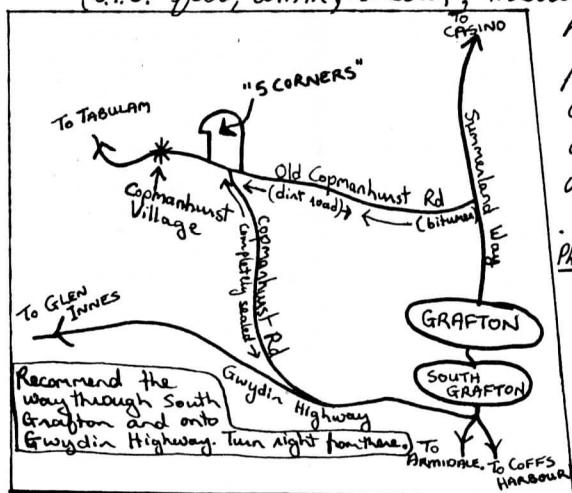 TO
CASINO
"5 CORNERS"
TO TABULAM
Copmanhurst
Village
Old Copmanhurst Rd
(dirt road)
(bitumen)
Summerland Way
Copmanhurst Rd
completely sealed
TO GLEN
INNES
GRAFTON
SOUTH
GRAFTON
Gwydir Highway
Recommend the
way through South
Grafton and onto
Gwydir Highway. Turn right from there.
TO
ARMIDALE.
TO COFFS
HARBOUR